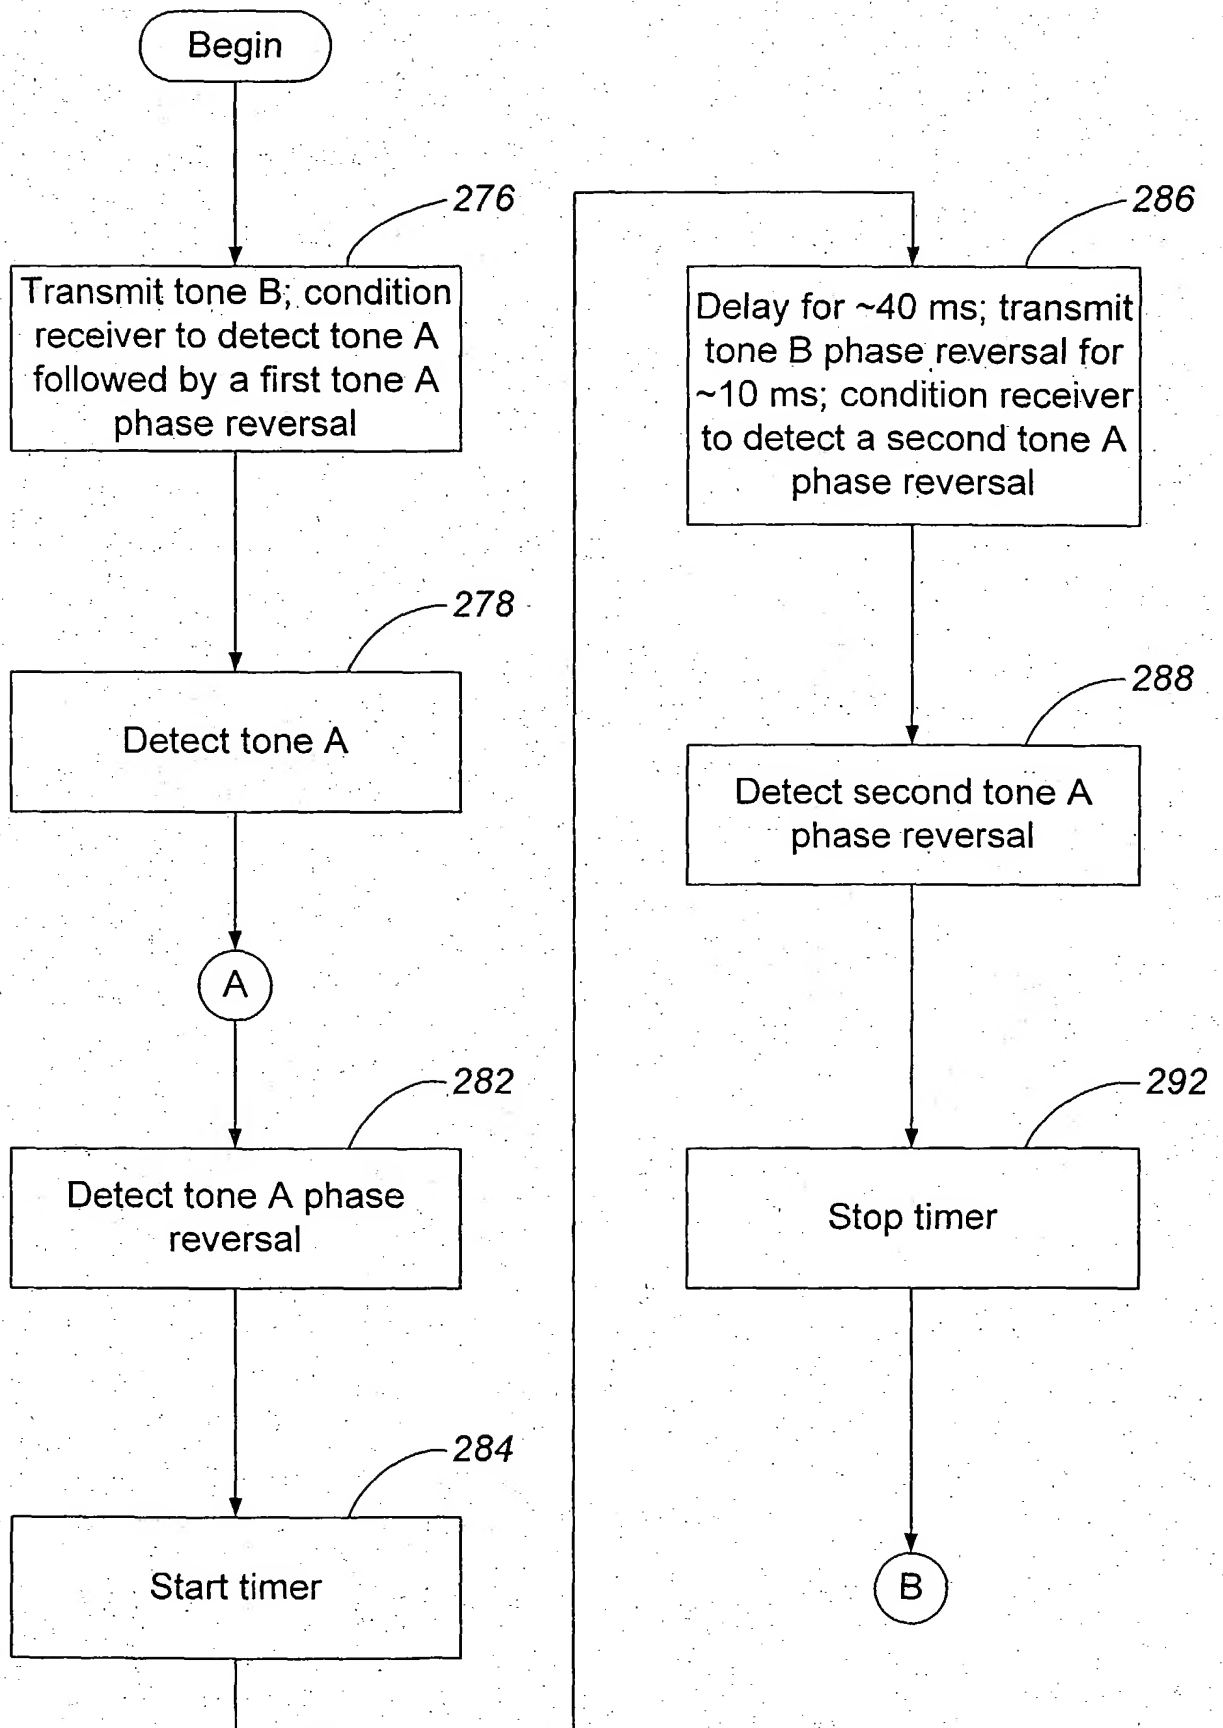 Begin
276
Transmit tone B; condition
receiver to detect tone A
followed by a first tone A
phase reversal
278
Detect tone A
A
282
Detect tone A phase
reversal
284
Start timer
286
Delay for ~40 ms; transmit
tone B phase reversal for
~10 ms; condition receiver
to detect a second tone A
phase reversal
288
Detect second tone A
phase reversal
292
Stop timer
B